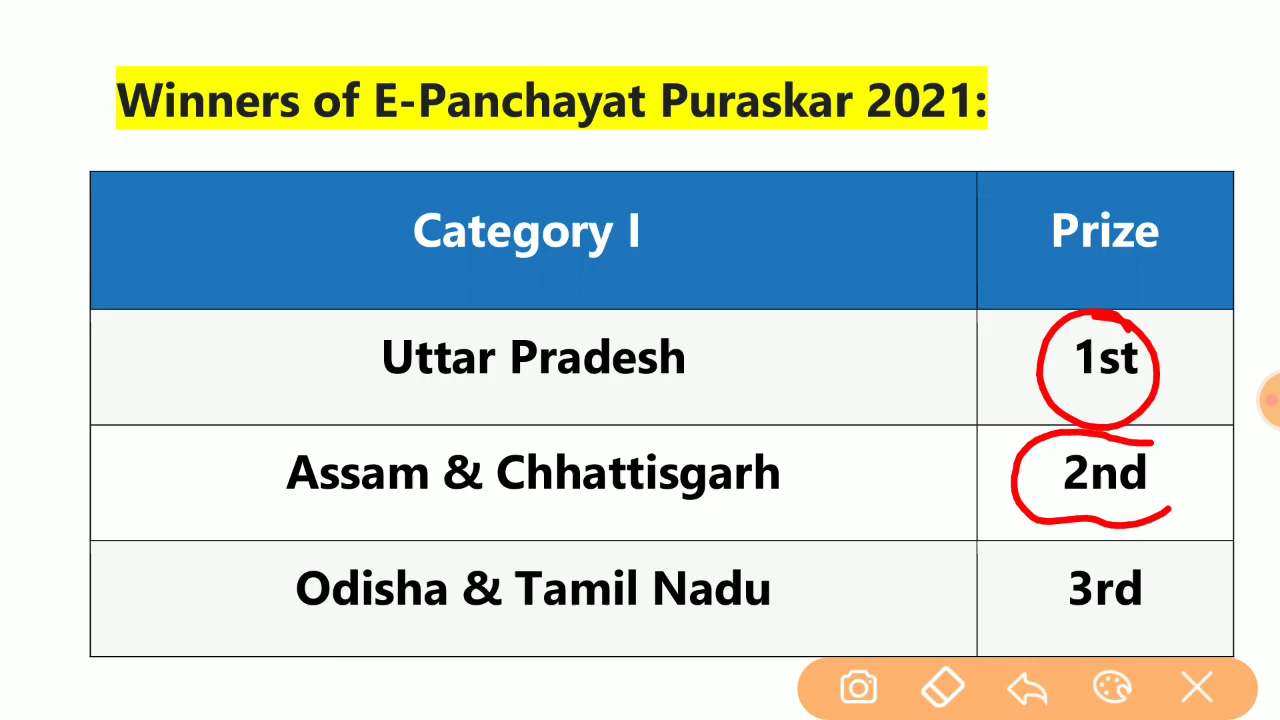 Winners of E-Panchayat Puraskar 2021:
Category I Prize
Uttar Pradesh 1st
Assam & Chhattisgarh 2nd
Odisha & Tamil Nadu 3rd